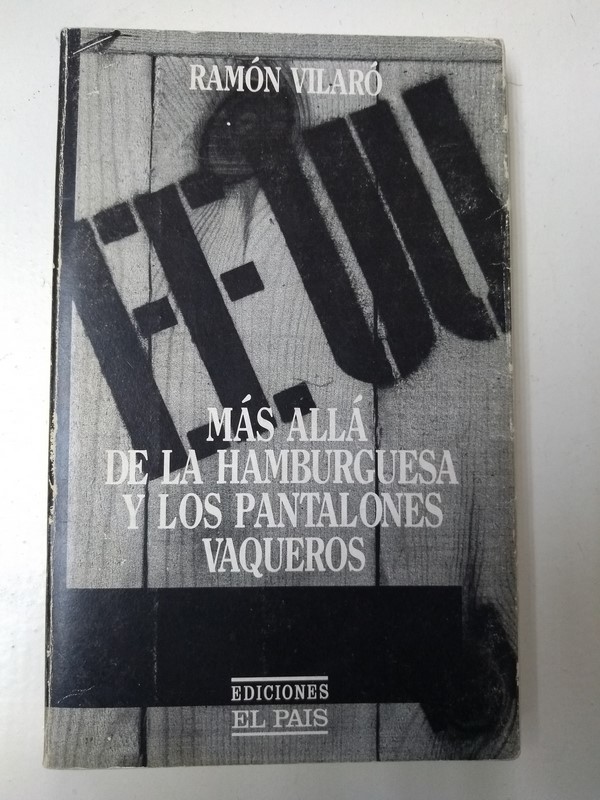 RAMÓN VILARÓ
EE.UU
MÁS ALLÁ
DE LA HAMBURGUESA
Y LOS PANTALONES
VAQUEROS
EDICIONES
EL PAIS